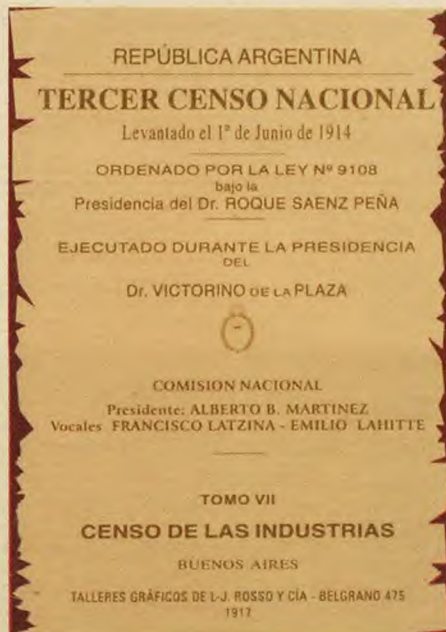 REPÚBLICA ARGENTINA
TERCER CENSO NACIONAL
Levantado el 1º de Junio de 1914
ORDENADO POR LA LEY Nº 9108
bajo la
Presidencia del Dr. ROQUE SAENZ PEÑA
EJECUTADO DURANTE LA PRESIDENCIA
DEL
Dr. VICTORINO DE LA PLAZA
COMISION NACIONAL
Presidente: ALBERTO B. MARTINEZ
Vocales FRANCISCO LATZINA - EMILIO LAHITTE
TOMO VII
CENSO DE LAS INDUSTRIAS
BUENOS AIRES
TALLERES GRÁFICOS DE L-J. ROSSO Y CÍA - BELGRANO 475
1917